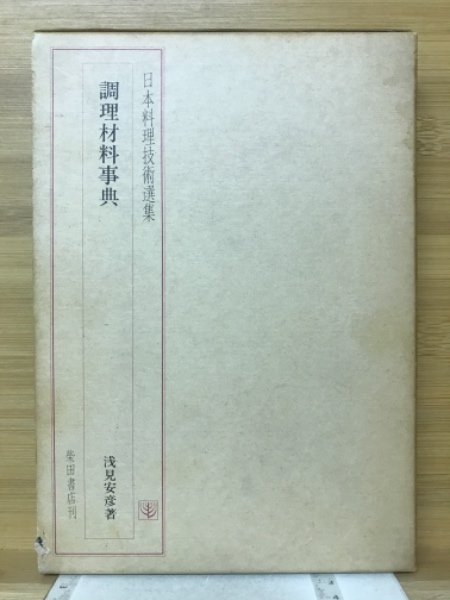 日本料理技術選集
調理材料事典
浅見安彦著
柴田書店刊